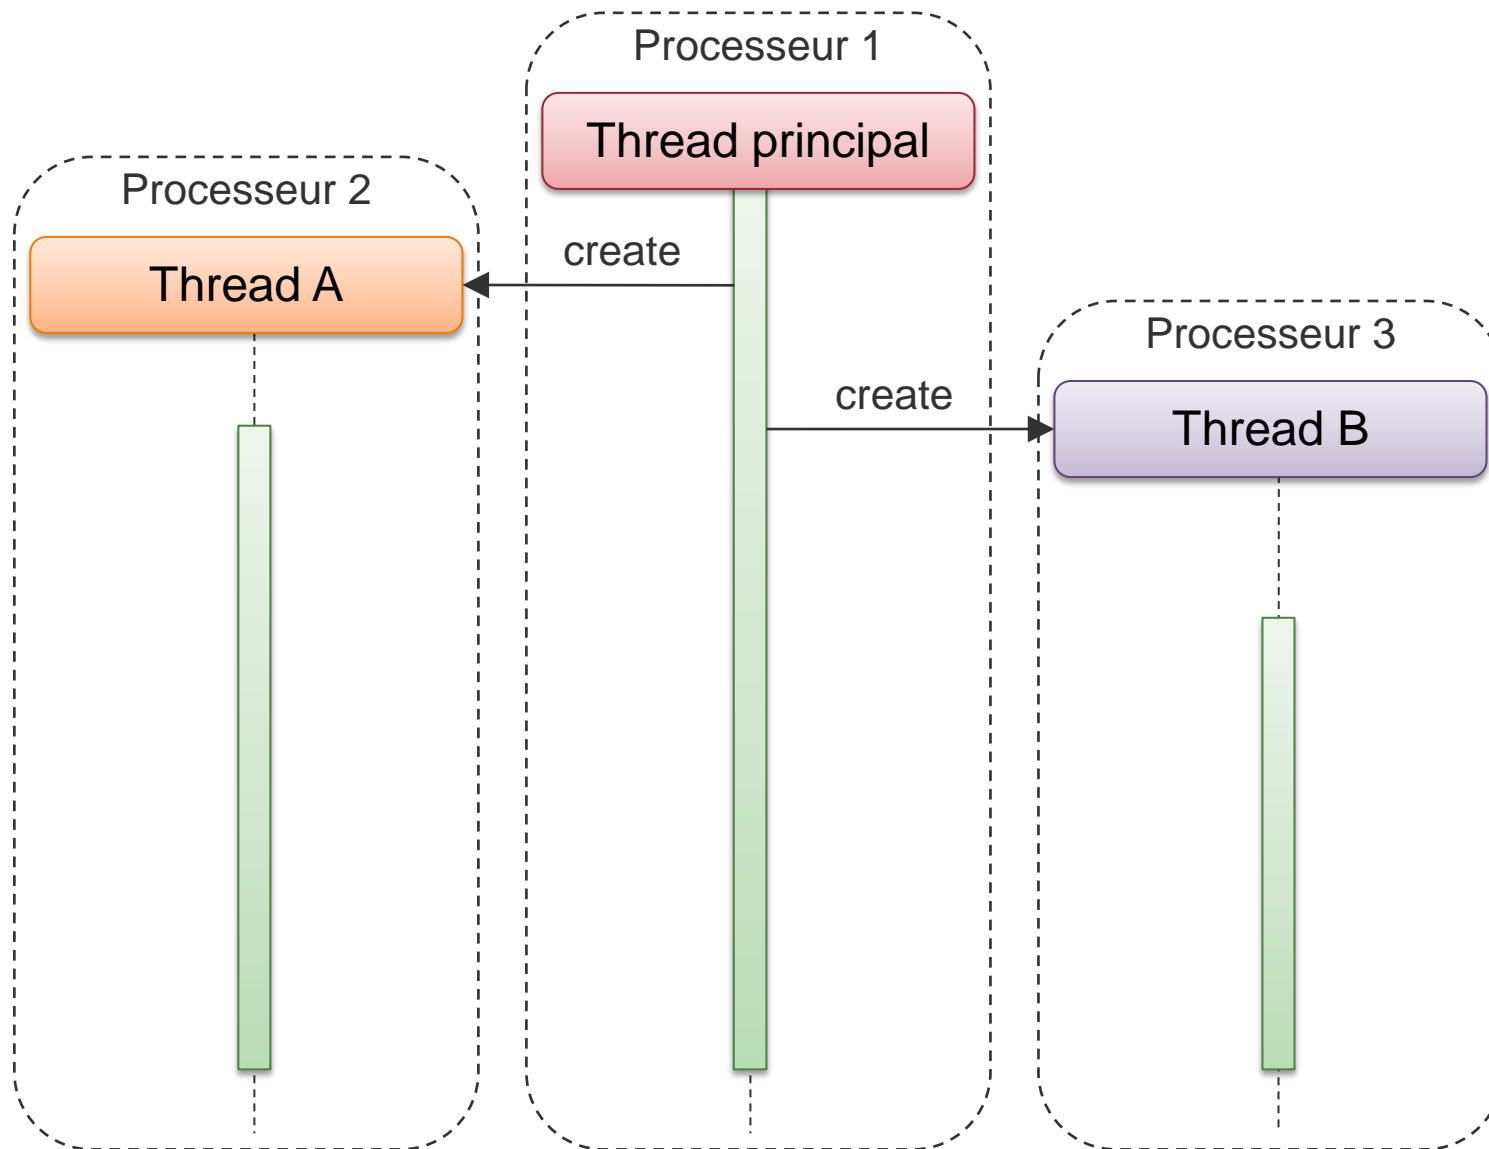 Processeur 1
Thread principal
Processeur 2
create
Thread A
Processeur 3
create
Thread B